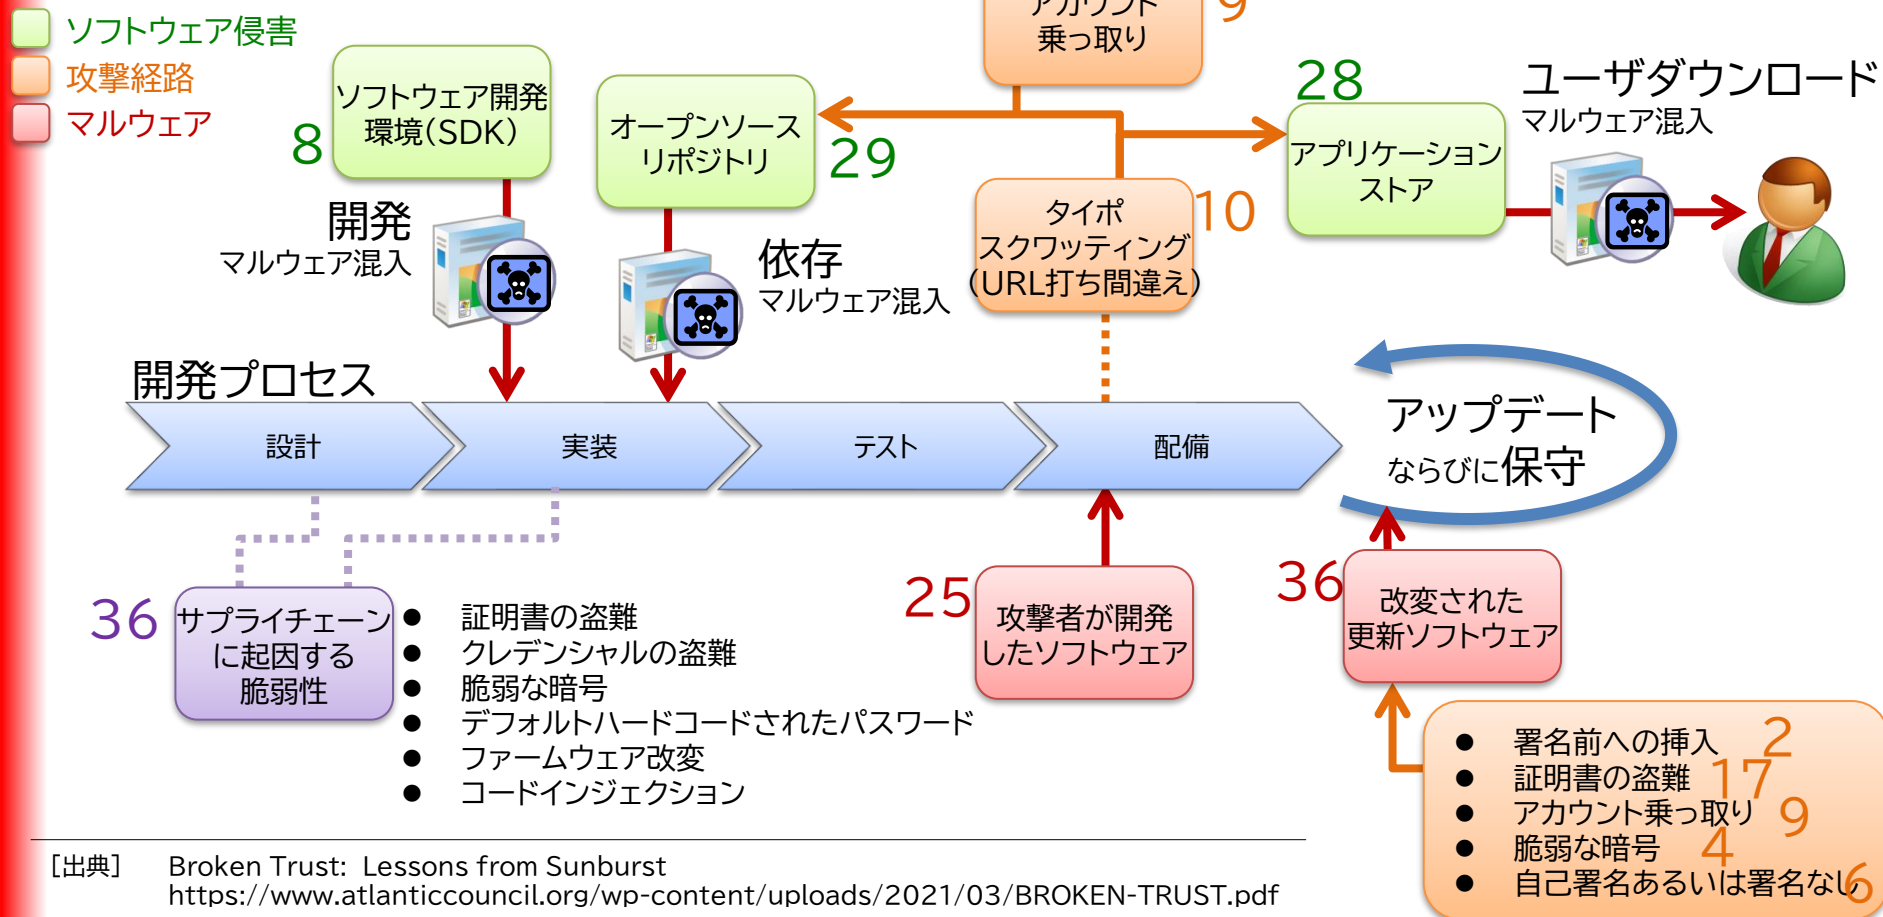 ソフトウェア侵害
攻撃経路
マルウェア
アカウント
乗っ取り
9
ソフトウェア開発
環境(SDK)
8
オープンソース
リポジトリ
29
28
アプリケーション
ストア
ユーザダウンロード
マルウェア混入
タイポ
スクワッティング
(URL打ち間違え)
10
開発
マルウェア混入
依存
マルウェア混入
開発プロセス
設計
実装
テスト
配備
アップデート
ならびに保守
36
サプライチェーン
に起因する
脆弱性
● 証明書の盗難
● クレデンシャルの盗難
● 脆弱な暗号
● デフォルトハードコードされたパスワード
● ファームウェア改変
● コードインジェクション
25
攻撃者が開発
したソフトウェア
36
改変された
更新ソフトウェア
● 署名前への挿入 2
● 証明書の盗難 17
● アカウント乗っ取り 9
● 脆弱な暗号 4
● 自己署名あるいは署名なし 6
[出典] Broken Trust: Lessons from Sunburst
https://www.atlanticcouncil.org/wp-content/uploads/2021/03/BROKEN-TRUST.pdf